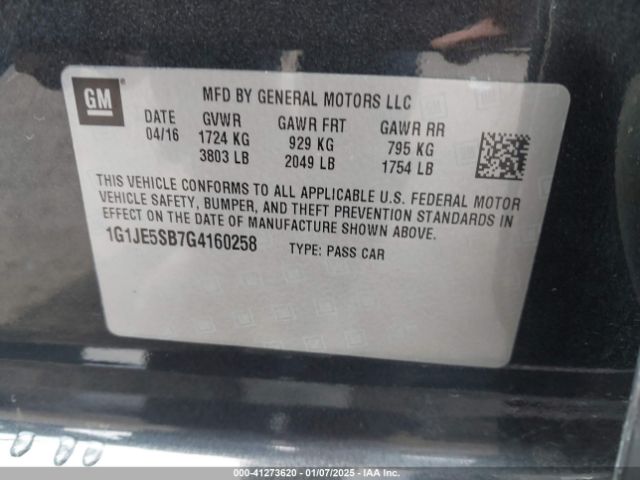 GM
MFD BY GENERAL MOTORS LLC
DATE GVWR GAWR FRT GAWR RR
04/16 1724 KG 929 KG 795 KG
3803 LB 2049 LB 1754 LB
THIS VEHICLE CONFORMS TO ALL APPLICABLE U.S. FEDERAL MOTOR
VEHICLE SAFETY, BUMPER, AND THEFT PREVENTION STANDARDS IN
EFFECT ON THE DATE OF MANUFACTURE SHOWN ABOVE.
1G1JE5SB7G4160258 TYPE: PASS CAR
000-41273620 - 01/07/2025 - IAA Inc.